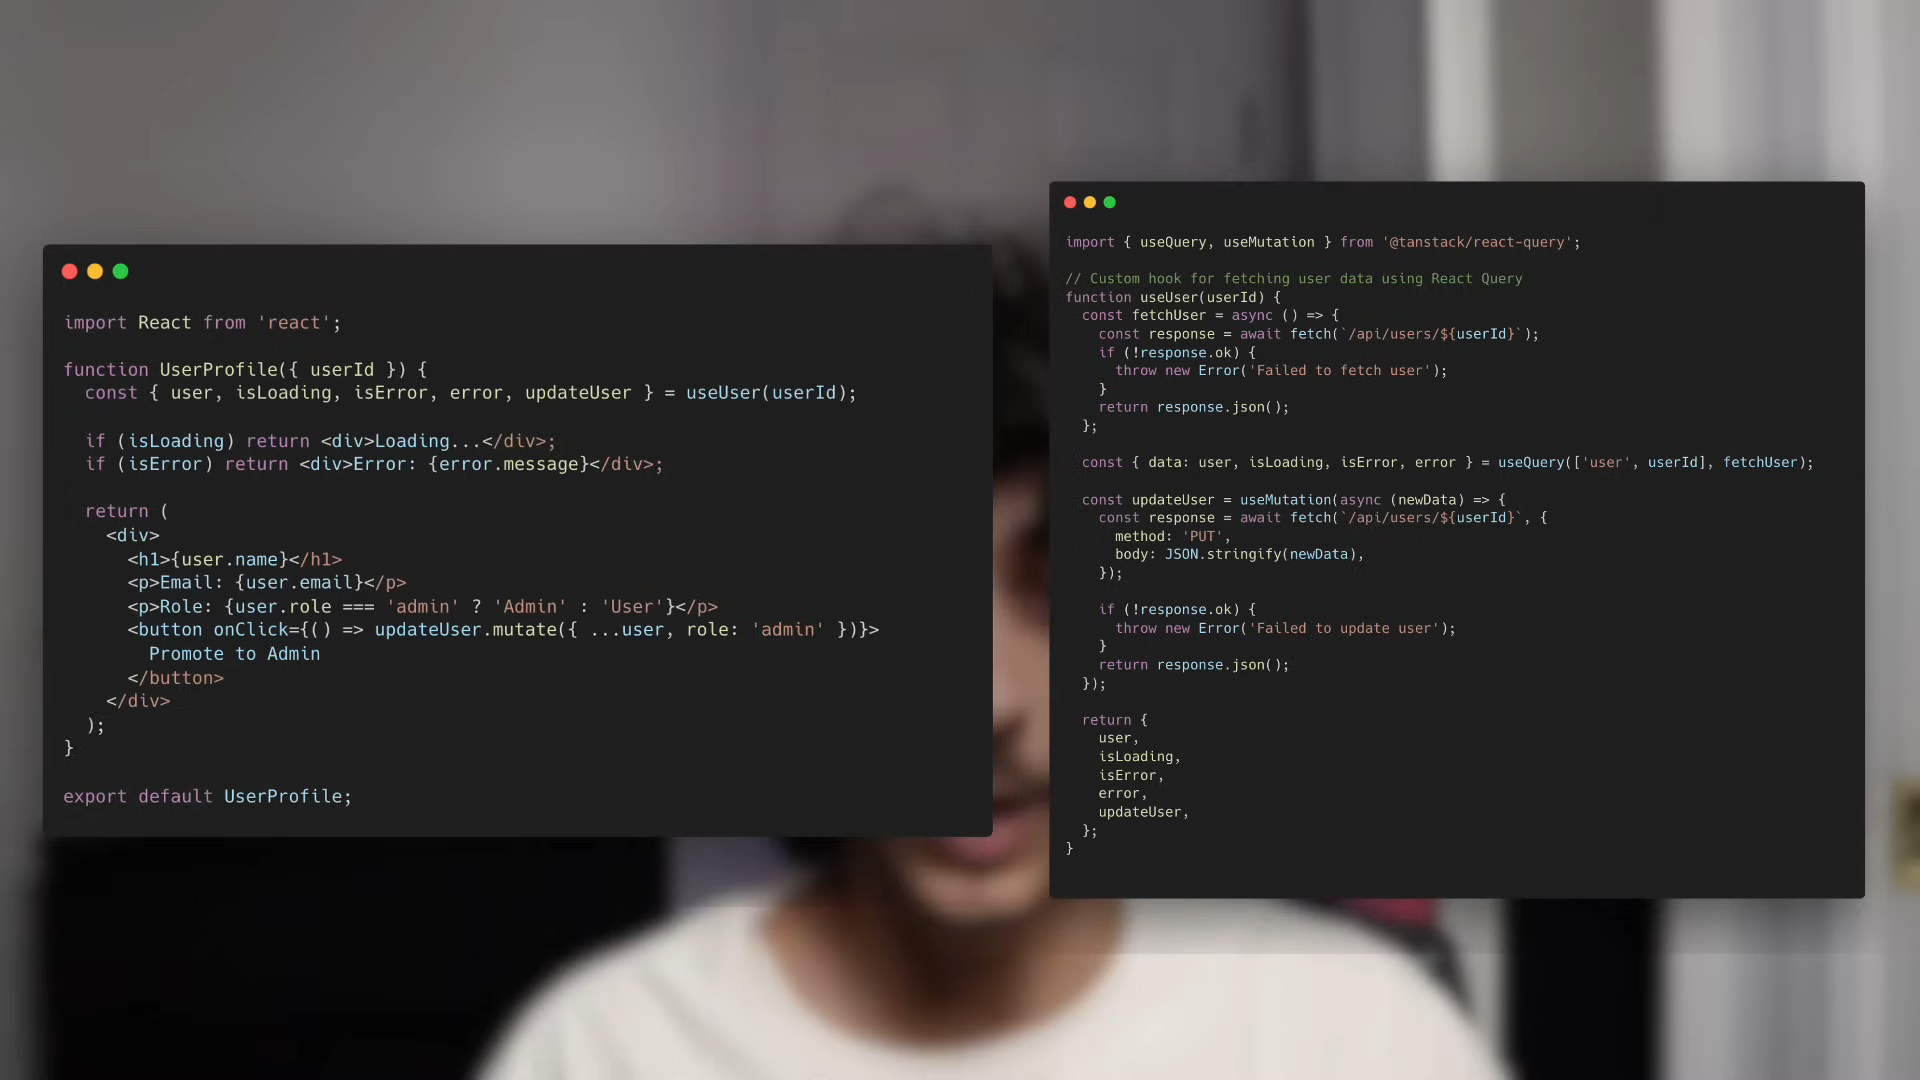 import React from 'react';
function UserProfile({ userId }) {
const { user, isLoading, isError, error, updateUser } = useUser(userId);
if (isLoading) return <div>Loading...</div>;
if (isError) return <div>Error: {error.message}</div>;
return (
<div>
<h1>{user.name}</h1>
<p>Email: {user.email}</p>
<p>Role: {user.role === 'admin' ? 'Admin' : 'User'}</p>
<button onClick={() => updateUser.mutate({ ...user, role: 'admin' })}>
Promote to Admin
</button>
</div>
);
}
export default UserProfile;
import { useQuery, useMutation } from '@tanstack/react-query';
// Custom hook for fetching user data using React Query
function useUser(userId) {
const fetchUser = async () => {
const response = await fetch(`/api/users/${userId}`);
if (!response.ok) {
throw new Error('Failed to fetch user');
}
return response.json();
};
const { data: user, isLoading, isError, error } = useQuery(['user', userId], fetchUser);
const updateUser = useMutation(async (newData) => {
const response = await fetch(`/api/users/${userId}`, {
method: 'PUT',
body: JSON.stringify(newData),
});
if (!response.ok) {
throw new Error('Failed to update user');
}
return response.json();
});
return {
user,
isLoading,
isError,
error,
updateUser,
};
}